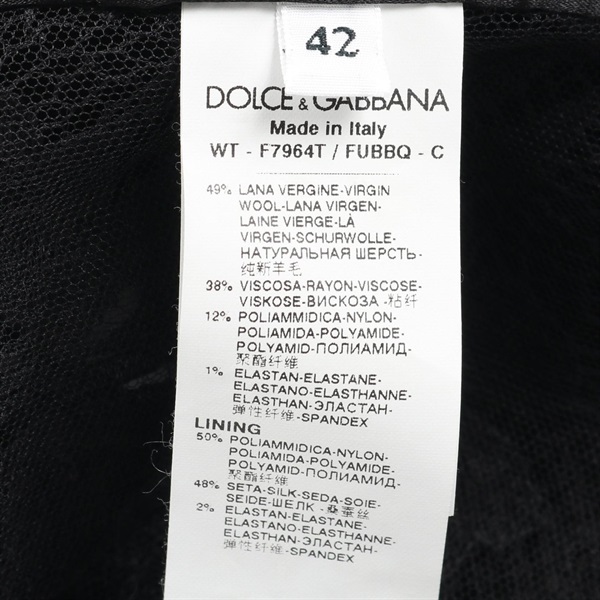 42
DOLCE & GABBANA
Made in Italy
WT - F7964T / FUBBQ - C
49% LANA VERGINE-VIRGIN
WOOL-LANA VIRGEN-
LAINE VIERGE-LÀ
VIRGEN-SCHURWOLLE-
НАТУРАЛЬНАЯ ШЕРСТЬ-
纯新羊毛
38% VISCOSA-RAYON-VISCOSE-
VISKOSE-ВИСКОЗА -粘纤
12% POLIAMMIDICA-NYLON-
POLIAMIDA-POLYAMIDE-
POLYAMID-ПОЛИАМИД-
聚酯纤维
1% ELASTAN-ELASTANE-
ELASTANO-ELASTHANNE-
ELASTHAN-ЭЛАСТАН-
弹性纤维-SPANDEX
LINING
50% POLIAMMIDICA-NYLON-
POLIAMIDA-POLYAMIDE-
POLYAMID-ПОЛИАМИД-
聚酯纤维
48% SETA-SILK-SEDA-SOIE-
SEIDE-ШЕЛК -桑蚕丝
2% ELASTAN-ELASTANE-
ELASTANO-ELASTHANNE-
ELASTHAN-ЭЛАСТАН-
弹性纤维-SPANDEX